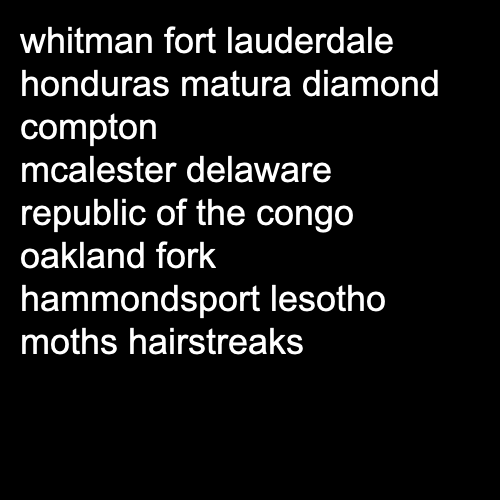 whitman fort lauderdale
honduras matura diamond
compton
mcalester delaware
republic of the congo
oakland fork
hammondsport lesotho
moths hairstreaks